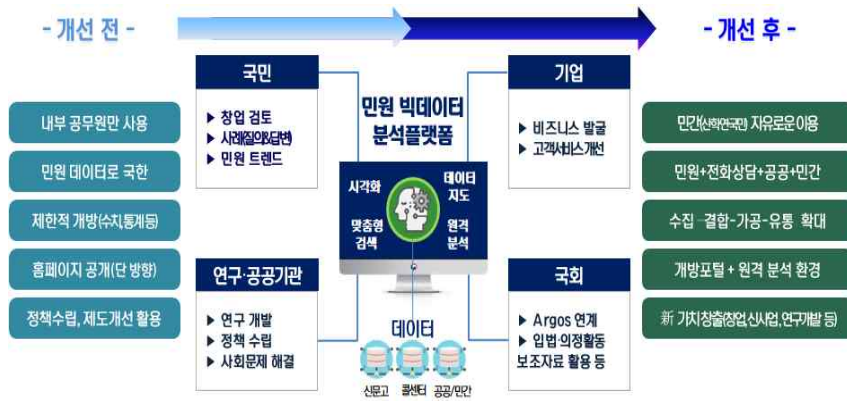 - 개선 전 -
- 개선 후 -
내부 공무원만 사용
민원 데이터로 국한
제한적 개방(수치,통계등)
홈페이지 공개(단 방향)
정책수립, 제도개선 활용
국민
▶ 창업 검토
▶ 사례(질의&답변)
▶ 민원 트렌드
연구·공공기관
▶ 연구 개발
▶ 정책 수립
▶ 사회문제 해결
민원 빅데이터
분석플랫폼
시각화
데이터
지도
맞춤형
검색
원격
분석
데이터
신문고
콜센터
공공/민간
기업
▶ 비즈니스 발굴
▶ 고객서비스개선
국회
▶ Argos 연계
▶ 입법·의정활동
보조자료 활용 등
민간(산학연국민) 자유로운 이용
민원+전화상담+공공+민간
수집-결합-가공-유통 확대
개방포털 + 원격 분석 환경
新 가치창출(창업,신사업,연구개발 등)